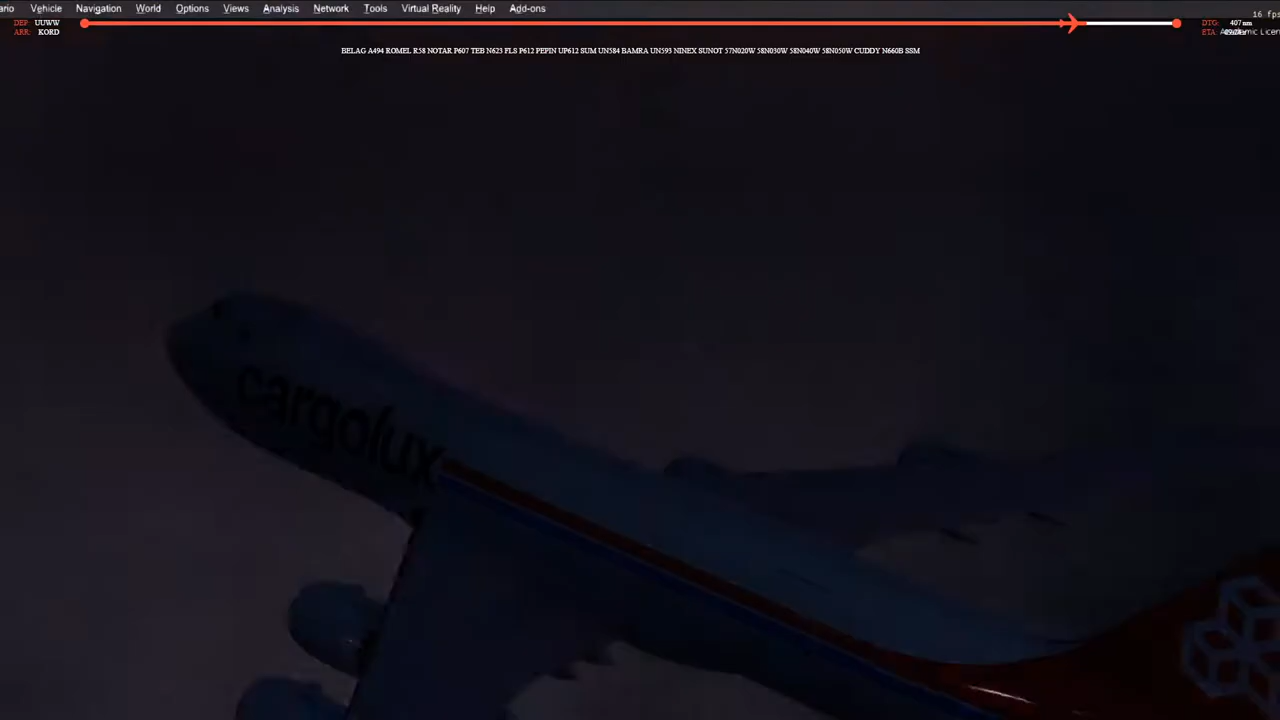 ario Vehicle Navigation World Options Views Analysis Network Tools Virtual Reality Help Add-ons
16 fps
DEP: UUWW
DTG: 407 nm
ARR: KORD
ETA:
BELAG A494 ROMEL R58 NOTAR P607 TEB N623 FLS P612 PEPIN UP612 SUM UN584 BAMRA UN593 NINEX SUNOT 57N020W 58N030W 58N040W 58N050W CUDDY N660B SSM
cargolux